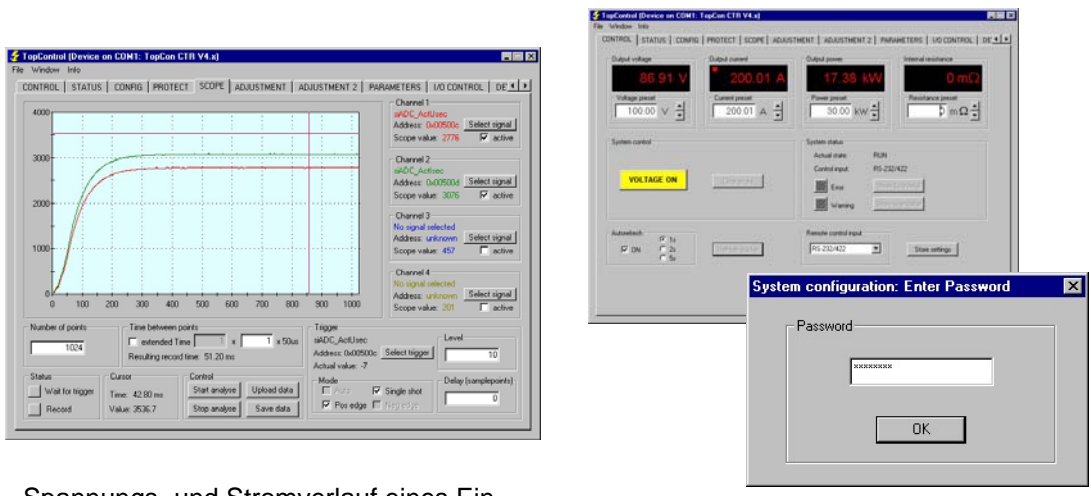 TopControl (Device on COM1: TopCon CTR V4.x)
File Window Info
CONTROL STATUS CONFIG PROTECT SCOPE ADJUSTMENT ADJUSTMENT 2 PARAMETERS I/O CONTROL DE
4000
3000
2000
1000
0
0 100 200 300 400 500 600 700 800 900 1000
Channel 1
siADC_ActUsec
Address: 0x00500c Select signal
Scope value: 2776 active
Channel 2
siADC_ActIsec
Address: 0x00500d Select signal
Scope value: 3076 active
Channel 3
No signal selected
Address: unknown Select signal
Scope value: 457 active
Channel 4
No signal selected
Address: unknown Select signal
Scope value: 201 active
Number of points
1024
Time between points
extended Time 1 x 1 x 50us
Resulting record time: 51.20 ms
Trigger
siADC_ActUsec
Address: 0x00500c Select trigger
Actual value: -7
Level
10
Status
Wait for trigger
Record
Cursor
Time: 42.80 ms
Value: 3536.7
Control
Start analyse Upload data
Stop analyse Save data
Mode
Auto Single shot
Pos edge Neg edge
Delay (samplepoints)
0
TopControl (Device on COM1: TopCon CTR V4.x)
File Window Info
CONTROL STATUS CONFIG PROTECT SCOPE ADJUSTMENT ADJUSTMENT 2 PARAMETERS I/O CONTROL DE
Output voltage
86.91 V
Voltage preset
100.00 V
Output current
200.01 A
Current preset
200.01 A
Output power
17.38 kW
Power preset
30.00 kW
Internal resistance
0 mΩ
Resistance preset
0 mΩ
System control
VOLTAGE ON
System status
Actual state: RUN
Control input: RS-232/422
Error
Warning
Autorefresh
ON 1s
2s
5s
Remote control input
RS-232/422
Store settings
System configuration: Enter Password
Password
xxxxxxxx
OK
Spannungs- und Stromverlauf eines Ein-